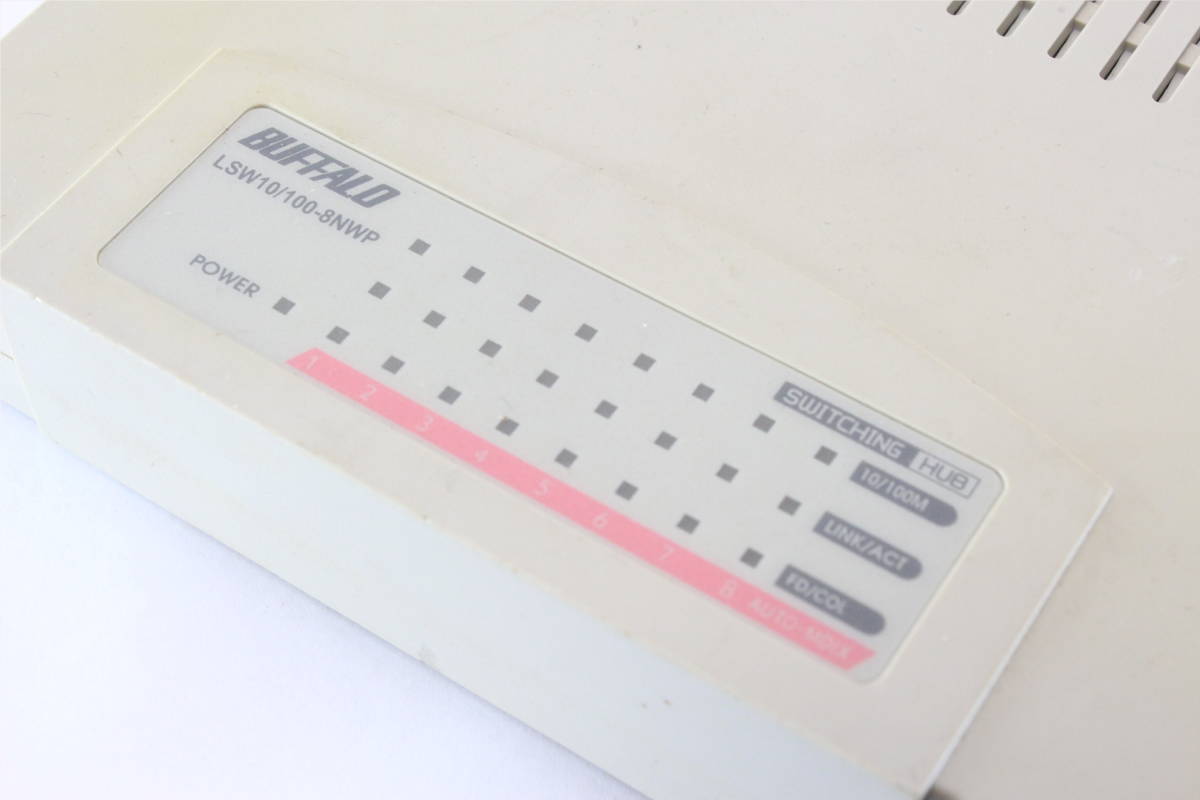 BUFFALO
LSW10/100-8NWP
POWER
SWITCHING HUB
10/100M
LINK/ACT
FD/COL
1 2 3 4 5 6 7 8 AUTO-MDIX